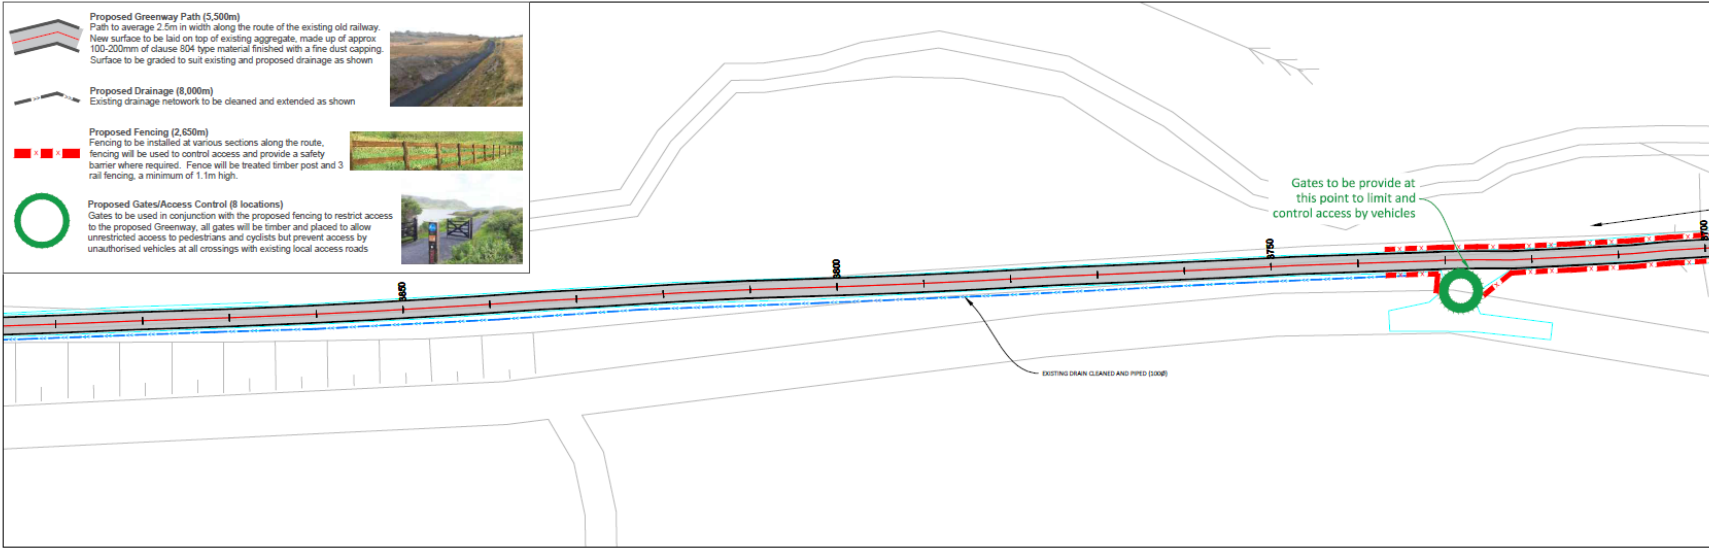 Proposed Greenway Path (5,500m)
Path to average 2.5m in width along the route of the existing old railway.
New surface to be laid on top of existing aggregate, made up of approx
100-200mm of clause 804 type material finished with a fine dust capping.
Surface to be graded to suit existing and proposed drainage as shown
Proposed Drainage (8,000m)
Existing drainage netowork to be cleaned and extended as shown
Proposed Fencing (2,650m)
Fencing to be installed at various sections along the route,
fencing will be used to control access and provide a safety
barrier where required. Fence will be treated timber post and 3
rail fencing, a minimum of 1.1m high.
Proposed Gates/Access Control (8 locations)
Gates to be used in conjunction with the proposed fencing to restrict access
to the proposed Greenway, all gates will be timber and placed to allow
unrestricted access to pedestrians and cyclists but prevent access by
unauthorised vehicles at all crossings with existing local access roads
Gates to be provide at
this point to limit and
control access by vehicles
3850
3800
3750
3700
EXISTING DRAIN CLEANED AND PIPED (100Ø)